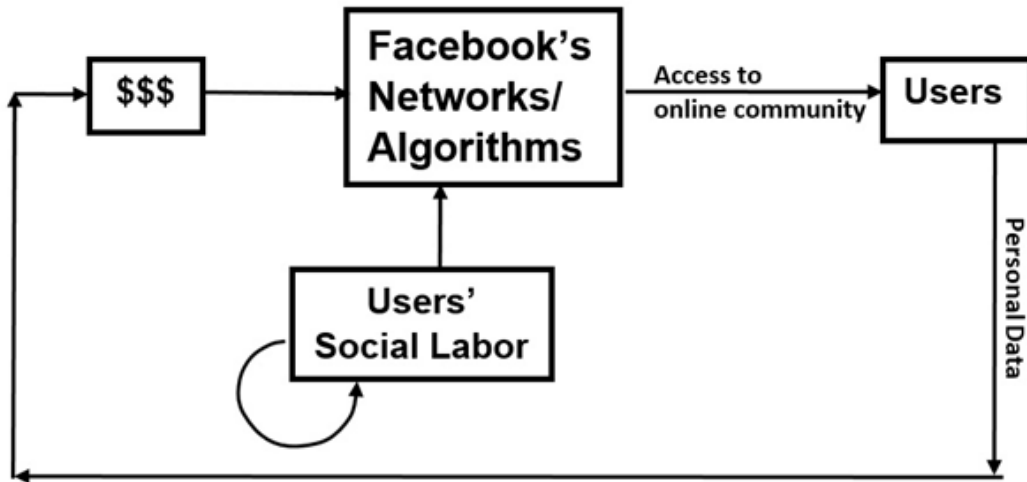 $$$
Facebook’s
Networks/
Algorithms
Access to
online community
Users
Personal Data
Users’
Social Labor